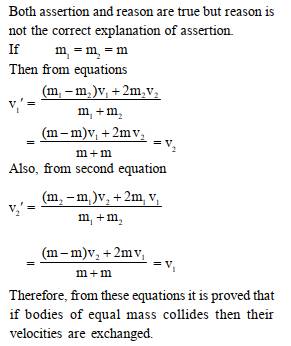 Both assertion and reason are true but reason is
not the correct explanation of assertion.
If m₁ = m₂ = m
Then from equations
v₁' = (m₁ – m₂)v₁ + 2m₂v₂ / m₁ + m₂
= (m – m)v₁ + 2mv₂ / m + m = v₂
Also, from second equation
v₂' = (m₂ – m₁)v₂ + 2m₁ v₁ / m₁ + m₂
= (m – m)v₂ + 2mv₁ / m + m = v₁
Therefore, from these equations it is proved that
if bodies of equal mass collides then their
velocities are exchanged.